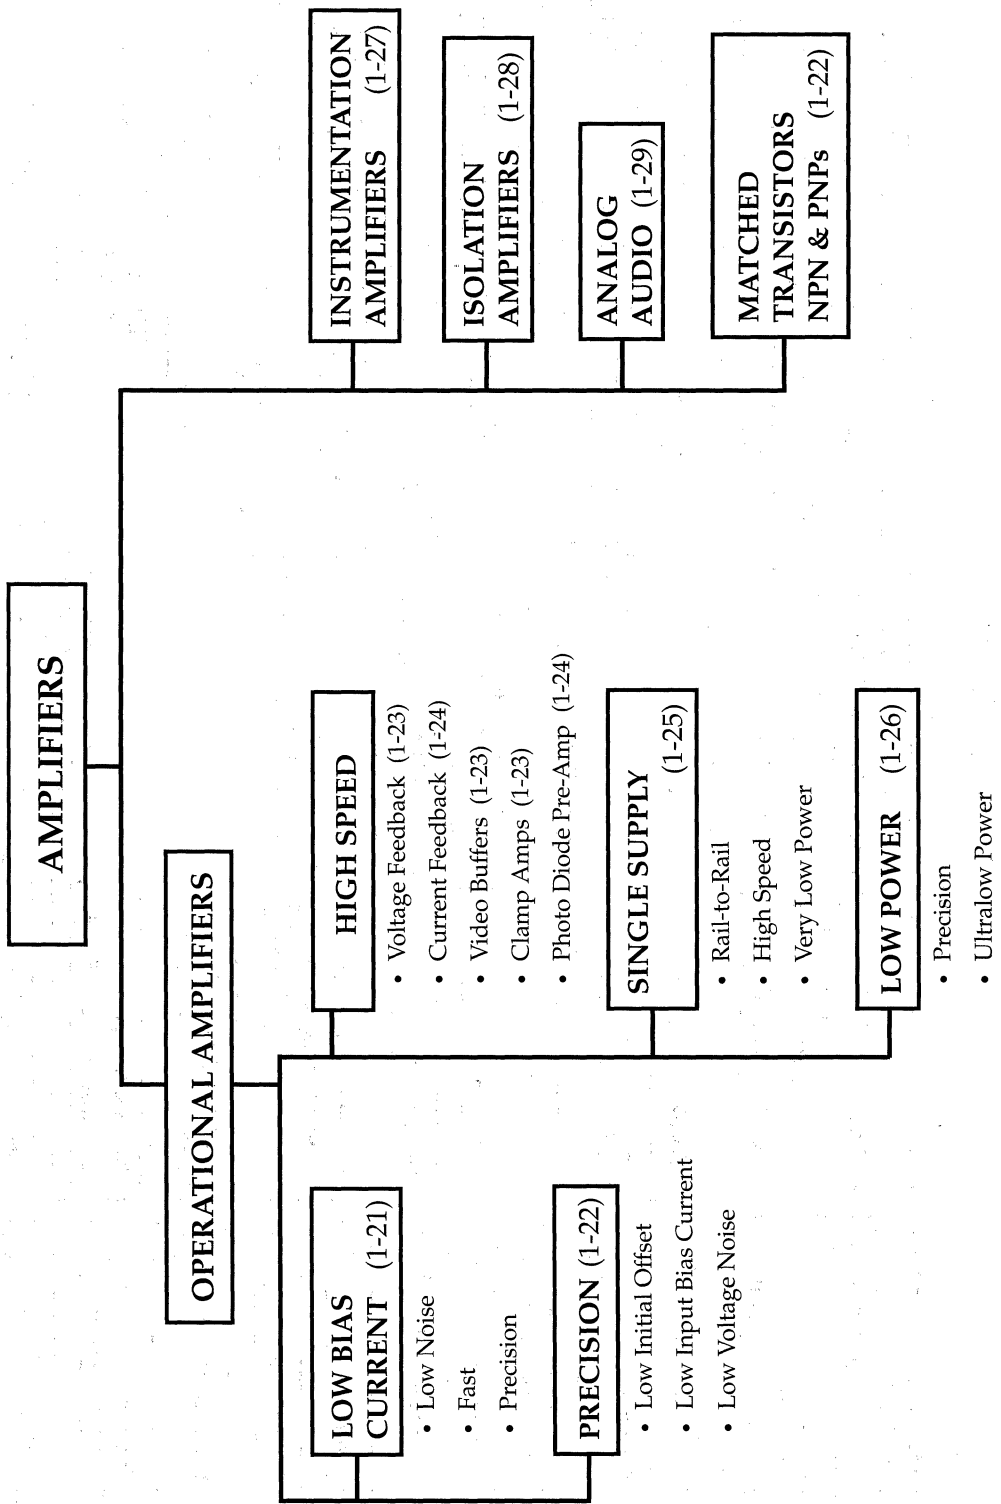 AMPLIFIERS
OPERATIONAL AMPLIFIERS
LOW BIAS
CURRENT (1-21)
• Low Noise
• Fast
• Precision
PRECISION (1-22)
• Low Initial Offset
• Low Input Bias Current
• Low Voltage Noise
HIGH SPEED
• Voltage Feedback (1-23)
• Current Feedback (1-24)
• Video Buffers (1-23)
• Clamp Amps (1-23)
• Photo Diode Pre-Amp (1-24)
SINGLE SUPPLY
(1-25)
• Rail-to-Rail
• High Speed
• Very Low Power
LOW POWER (1-26)
• Precision
• Ultralow Power
INSTRUMENTATION
AMPLIFIERS (1-27)
ISOLATION
AMPLIFIERS (1-28)
ANALOG
AUDIO (1-29)
MATCHED
TRANSISTORS
NPN & PNPs (1-22)